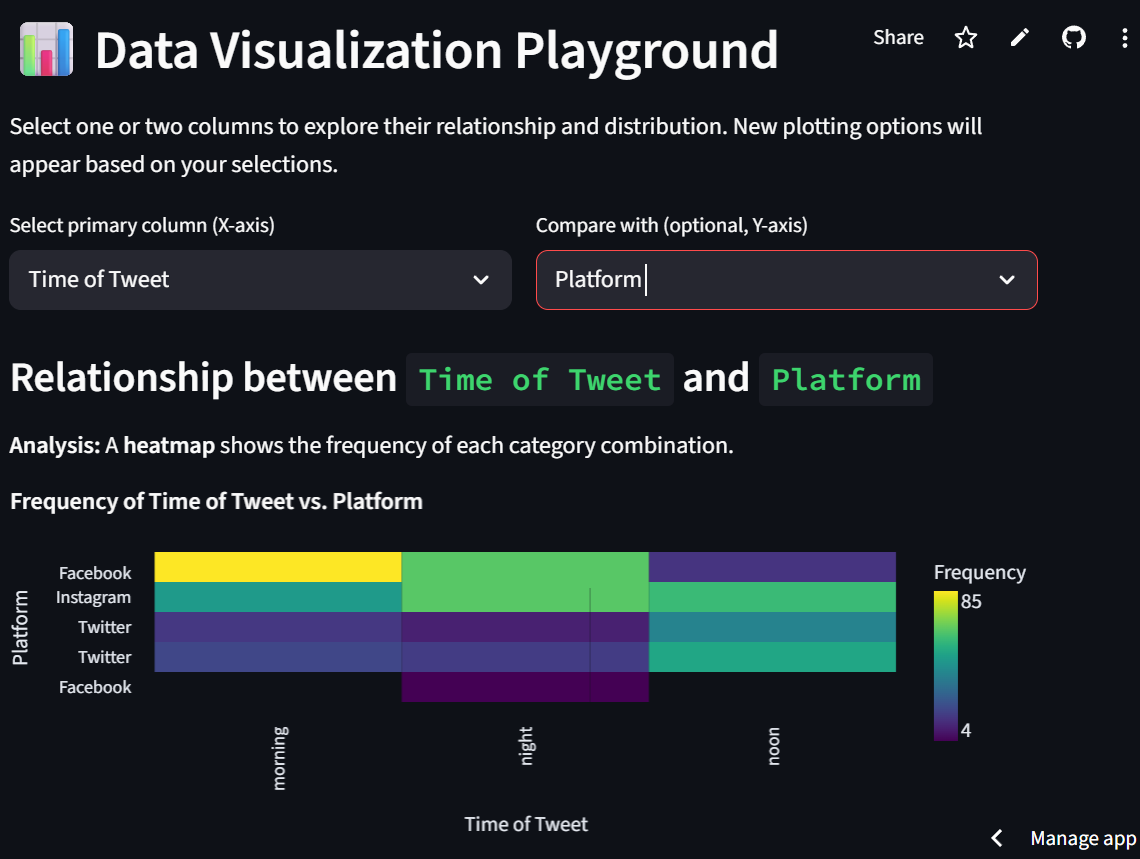 Data Visualization Playground
Share
Select one or two columns to explore their relationship and distribution. New plotting options will
appear based on your selections.
Select primary column (X-axis)
Compare with (optional, Y-axis)
Time of Tweet
Platform
Relationship between Time of Tweet and Platform
Analysis: A heatmap shows the frequency of each category combination.
Frequency of Time of Tweet vs. Platform
Platform
Facebook
Instagram
Twitter
Twitter
Facebook
morning
night
noon
Time of Tweet
Frequency
85
4
Manage app